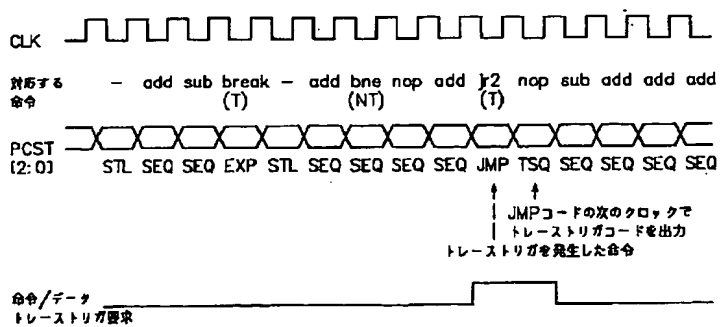 CLK
対応する
命令
- add sub break - add bne nop add jr2 nop sub add add add
(T) (NT) (T)
PCST
[2:0]
STL SEQ SEQ EXP STL SEQ SEQ SEQ SEQ JMP TSQ SEQ SEQ SEQ SEQ
JMPコードの次のクロックで
トレーストリガコードを出力
トレーストリガを発生した命令
命令/データ
トレーストリガ要求